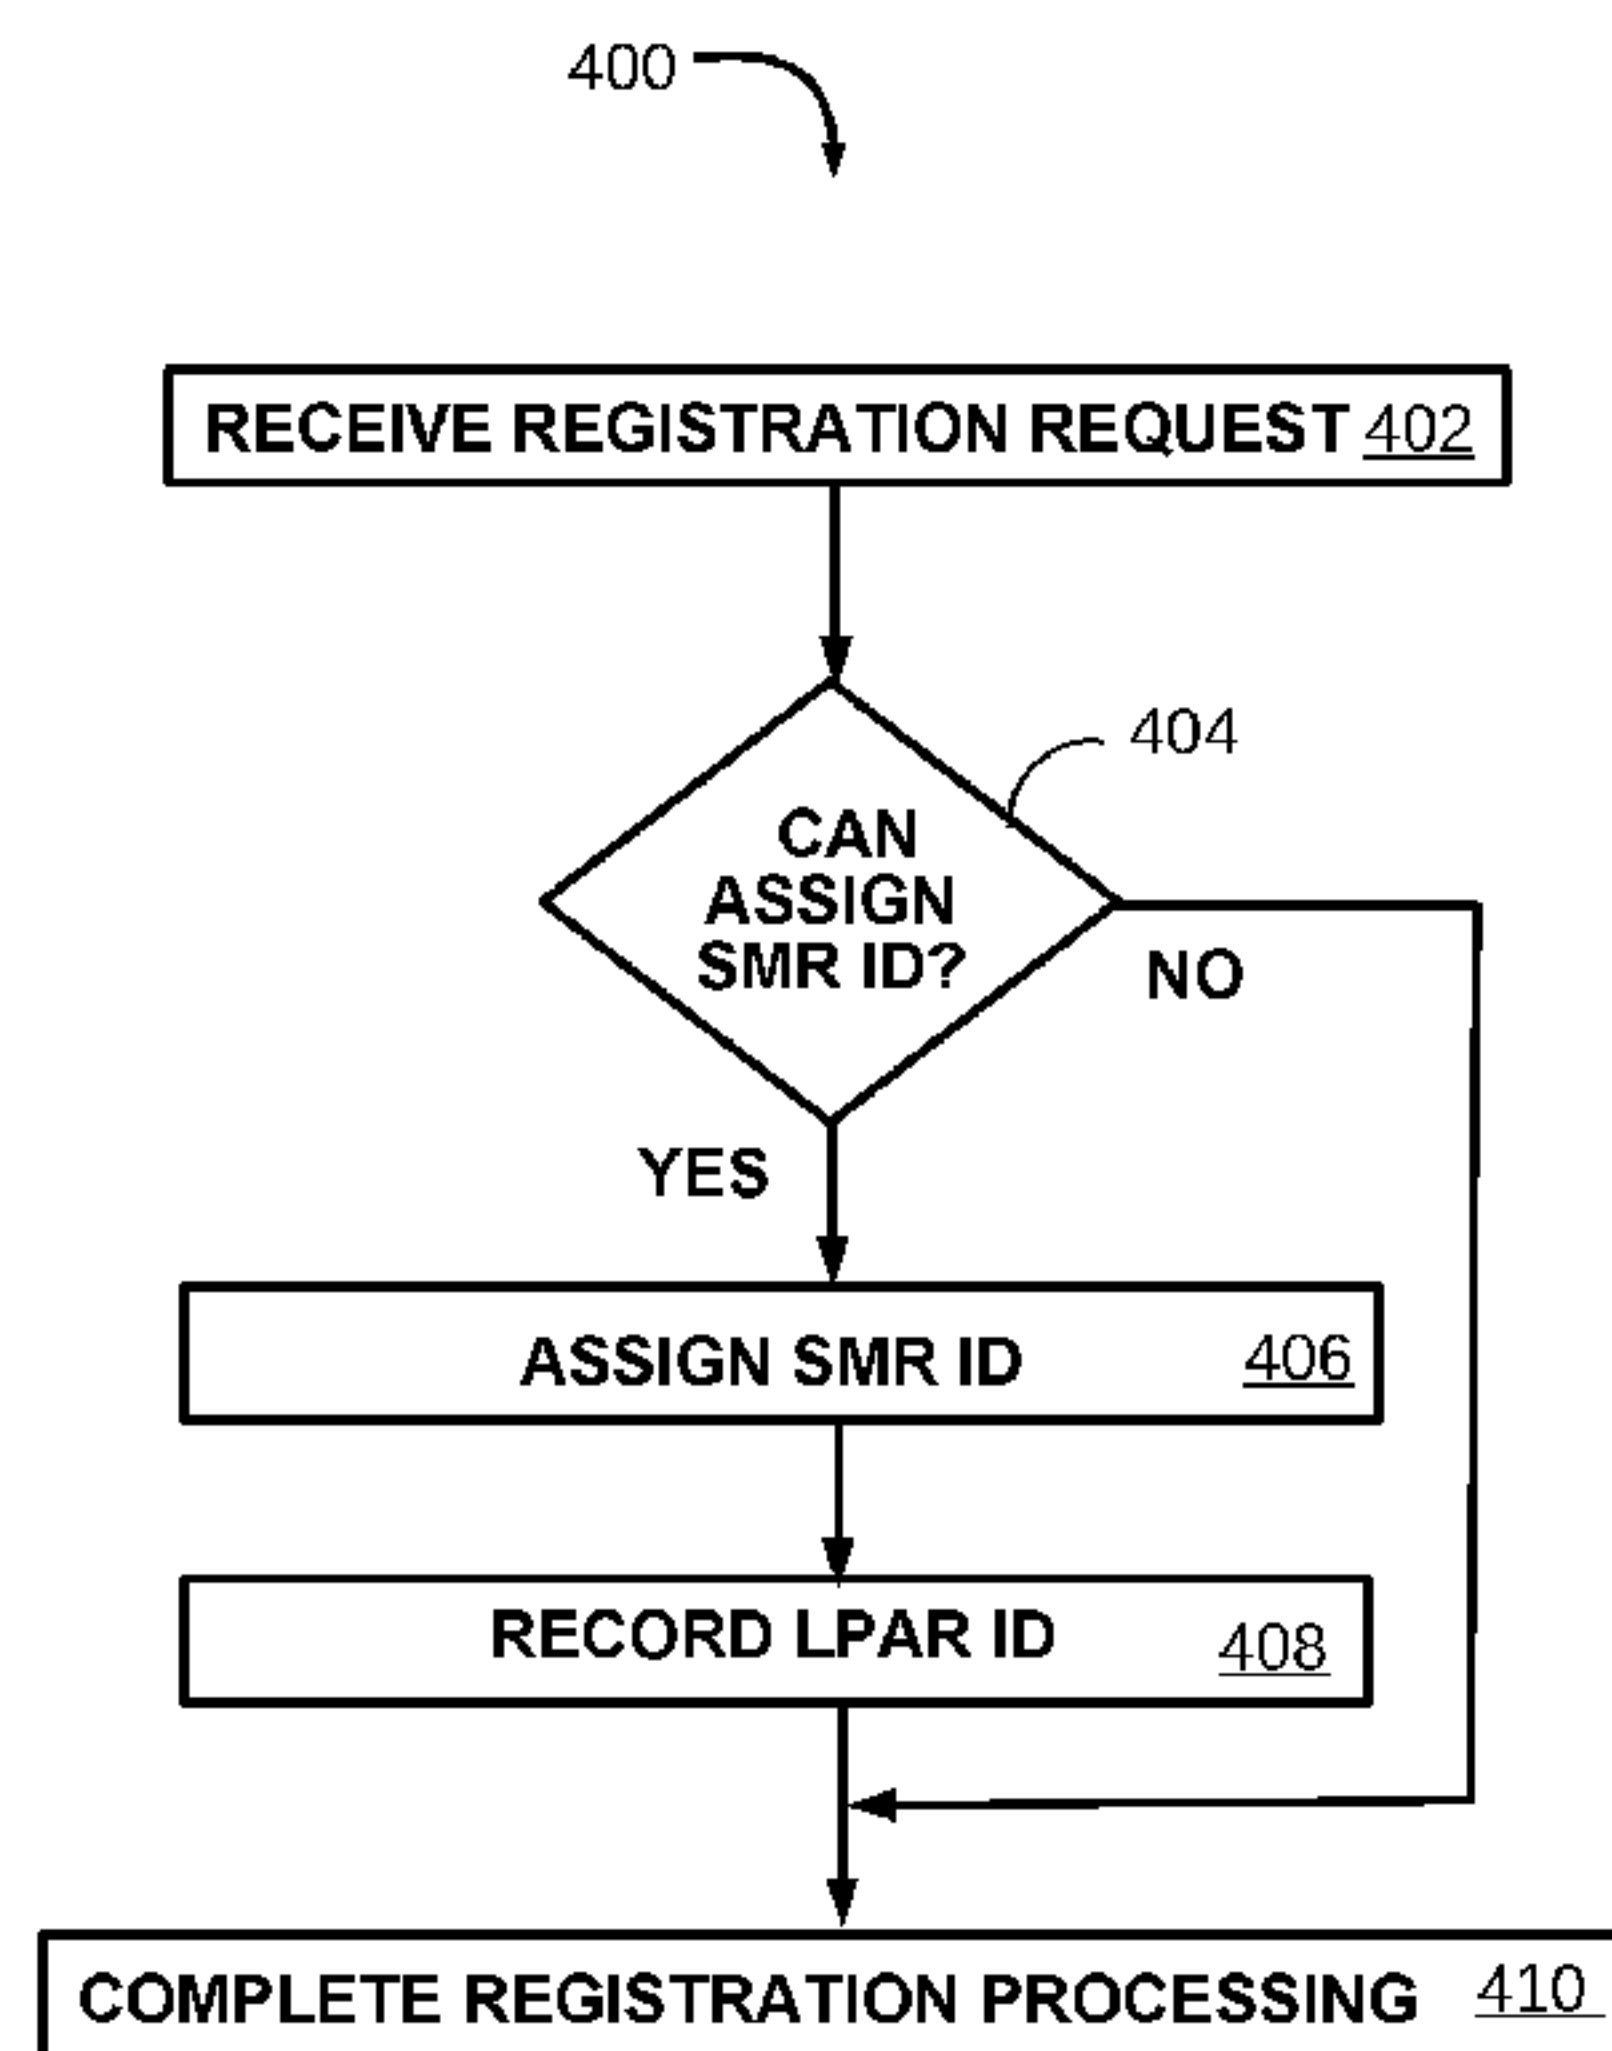 400
RECEIVE REGISTRATION REQUEST 402
404
CAN
ASSIGN
SMR ID?
NO
YES
ASSIGN SMR ID 406
RECORD LPAR ID 408
COMPLETE REGISTRATION PROCESSING 410